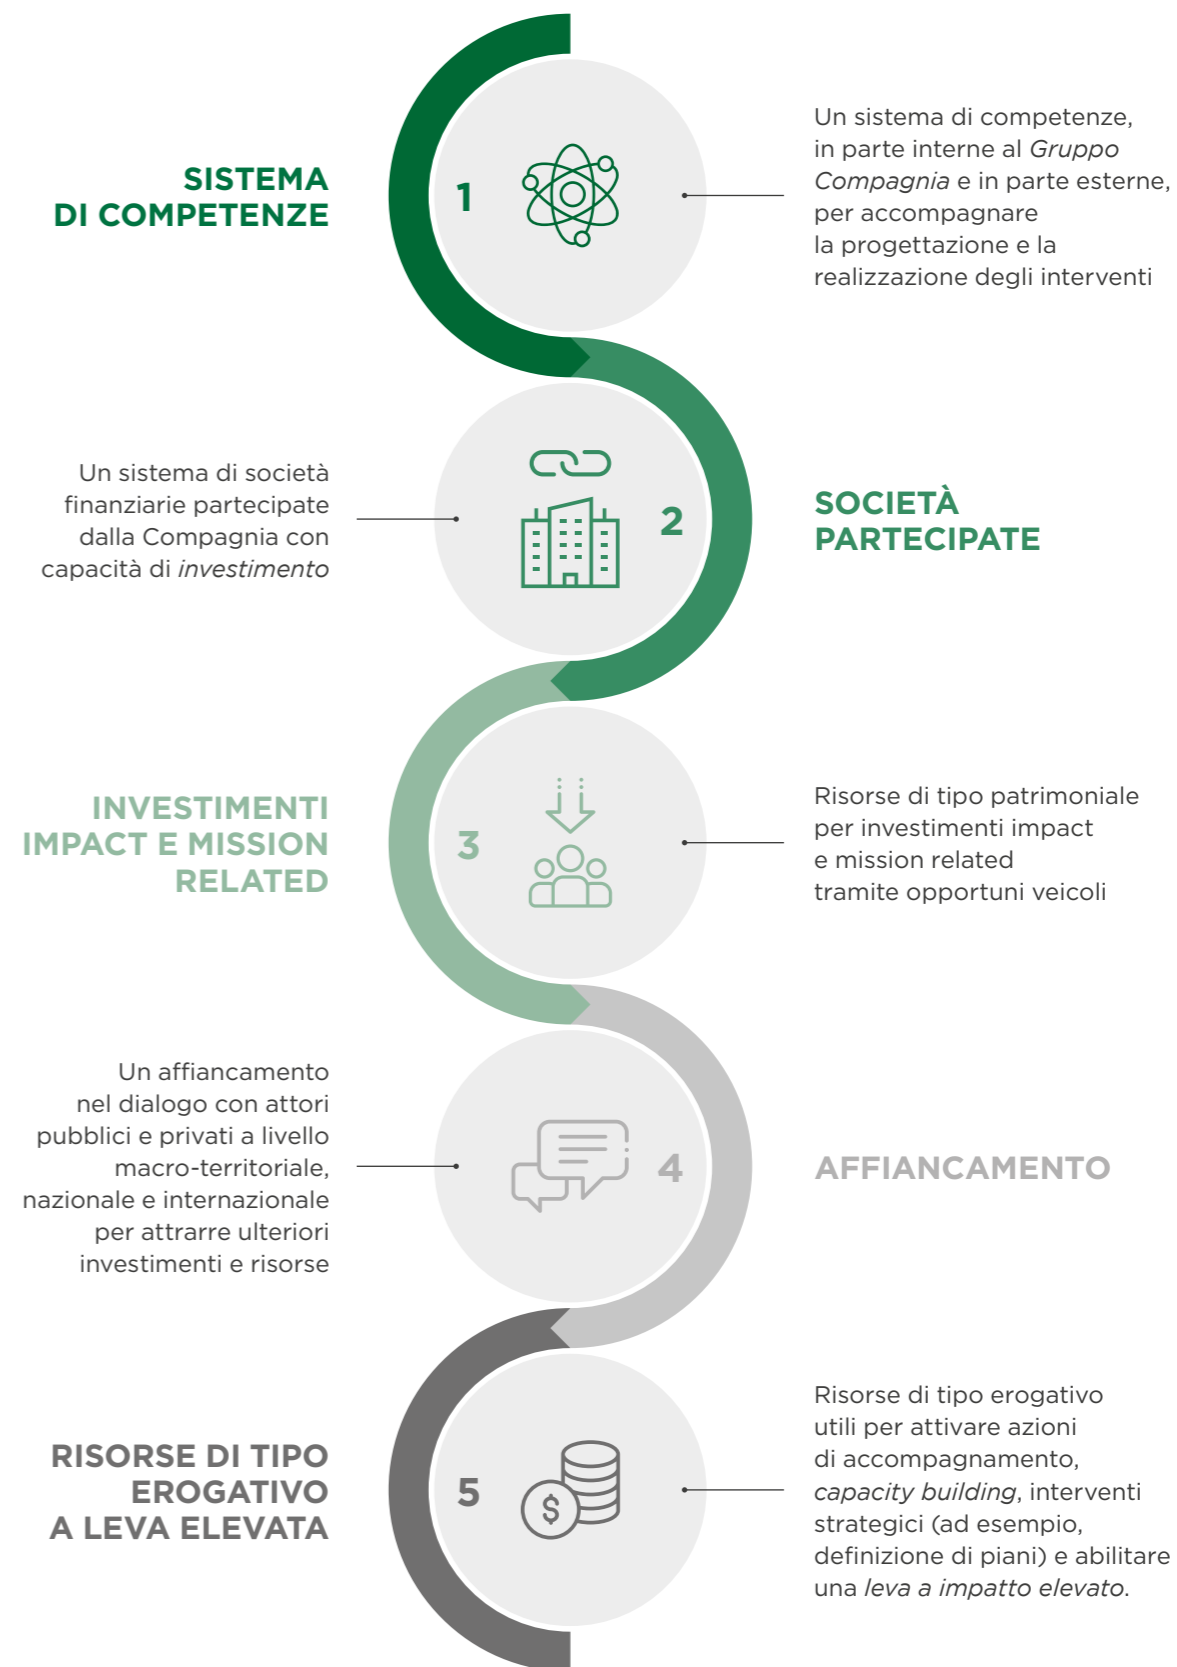 SISTEMA
DI COMPETENZE
1
Un sistema di competenze,
in parte interne al Gruppo
Compagnia e in parte esterne,
per accompagnare
la progettazione e la
realizzazione degli interventi
Un sistema di società
finanziarie partecipate
dalla Compagnia con
capacità di investimento
2
SOCIETÀ
PARTECIPATE
INVESTIMENTI
IMPACT E MISSION
RELATED
3
Risorse di tipo patrimoniale
per investimenti impact
e mission related
tramite opportuni veicoli
Un affiancamento
nel dialogo con attori
pubblici e privati a livello
macro-territoriale,
nazionale e internazionale
per attrarre ulteriori
investimenti e risorse
4
AFFIANCAMENTO
RISORSE DI TIPO
EROGATIVO
A LEVA ELEVATA
5
$
Risorse di tipo erogativo
utili per attivare azioni
di accompagnamento,
capacity building, interventi
strategici (ad esempio,
definizione di piani) e abilitare
una leva a impatto elevato.